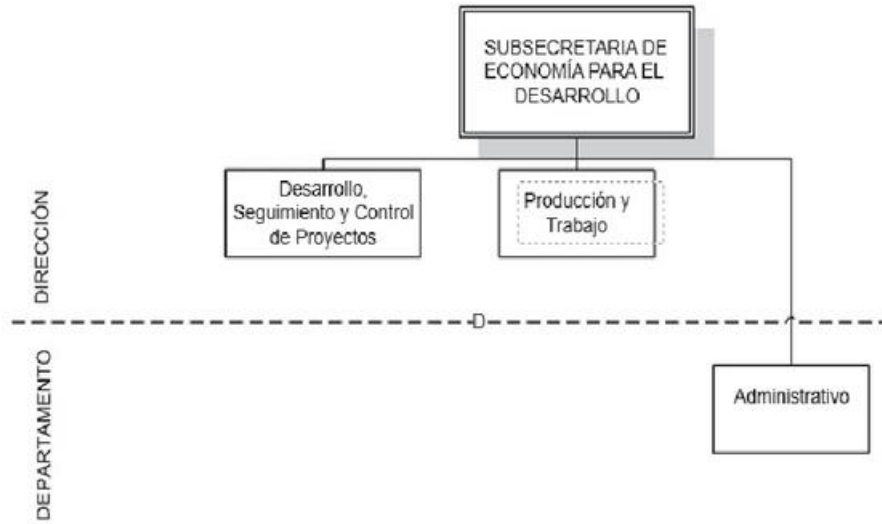 SUBSECRETARIA DE
ECONOMÍA PARA EL
DESARROLLO
Desarrollo,
Seguimiento y Control
de Proyectos
Producción y
Trabajo
DIRECCIÓN
D
DEPARTAMENTO
Administrativo